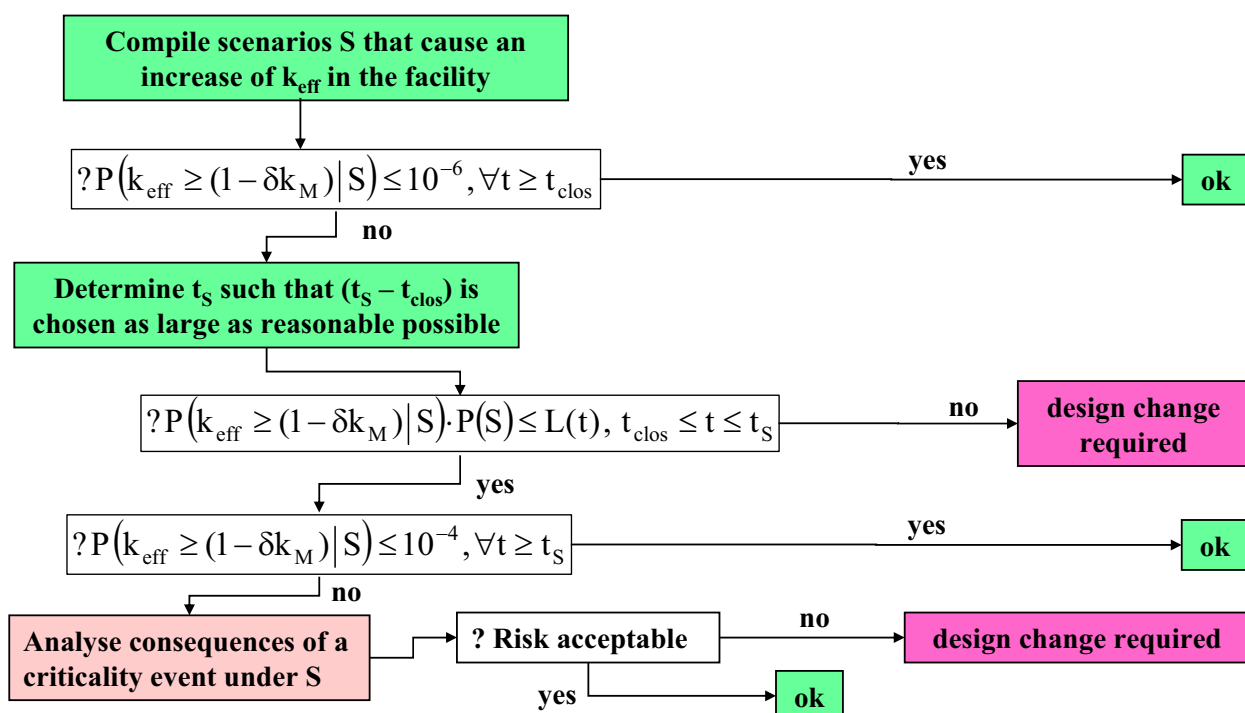 Compile scenarios S that cause an
increase of k_eff in the facility
?P(k_eff ≥ (1−δk_M)|S) ≤ 10⁻⁶, ∀t ≥ t_clos
yes
ok
no
Determine t_S such that (t_S – t_clos) is
chosen as large as reasonable possible
?P(k_eff ≥ (1−δk_M)|S)·P(S) ≤ L(t), t_clos ≤ t ≤ t_S
no
design change
required
yes
?P(k_eff ≥ (1−δk_M)|S) ≤ 10⁻⁴, ∀t ≥ t_S
yes
ok
no
Analyse consequences of a
criticality event under S
? Risk acceptable
no
design change required
yes
ok